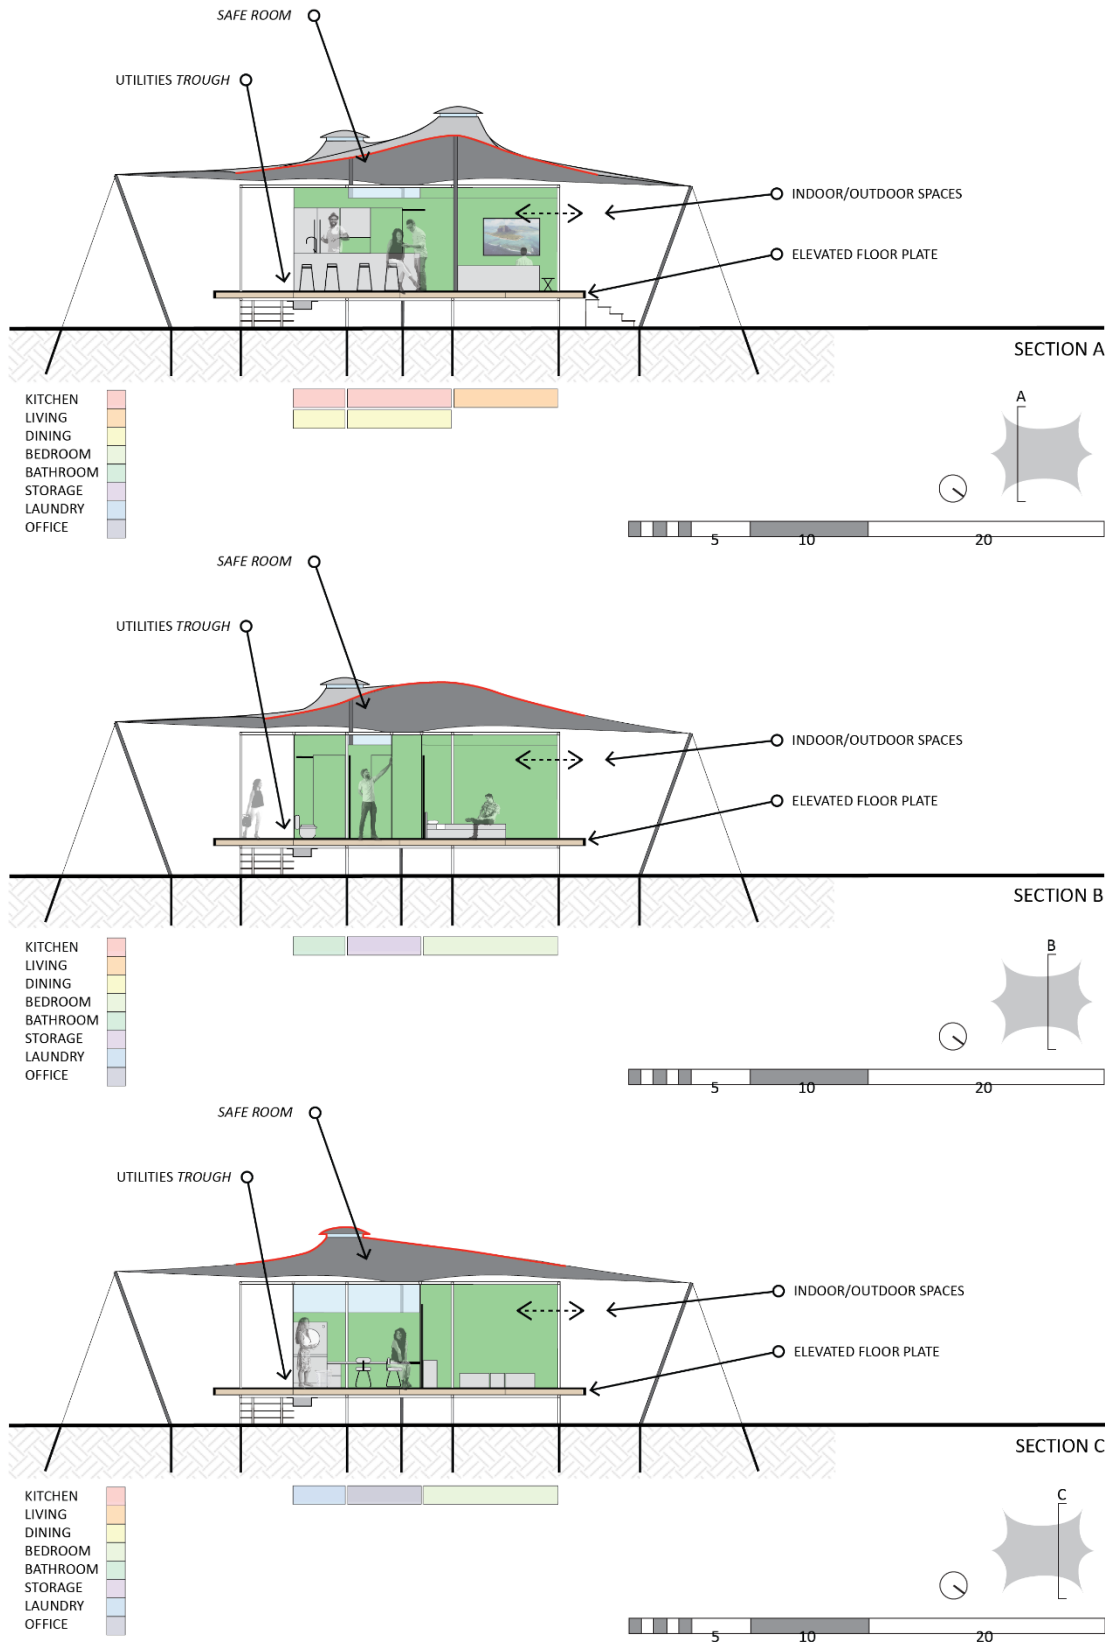 SAFE ROOM
UTILITIES TROUGH
INDOOR/OUTDOOR SPACES
ELEVATED FLOOR PLATE
SECTION A
KITCHEN
LIVING
DINING
BEDROOM
BATHROOM
STORAGE
LAUNDRY
OFFICE
A
5 10 20
SAFE ROOM
UTILITIES TROUGH
INDOOR/OUTDOOR SPACES
ELEVATED FLOOR PLATE
SECTION B
KITCHEN
LIVING
DINING
BEDROOM
BATHROOM
STORAGE
LAUNDRY
OFFICE
B
5 10 20
SAFE ROOM
UTILITIES TROUGH
INDOOR/OUTDOOR SPACES
ELEVATED FLOOR PLATE
SECTION C
KITCHEN
LIVING
DINING
BEDROOM
BATHROOM
STORAGE
LAUNDRY
OFFICE
C
5 10 20